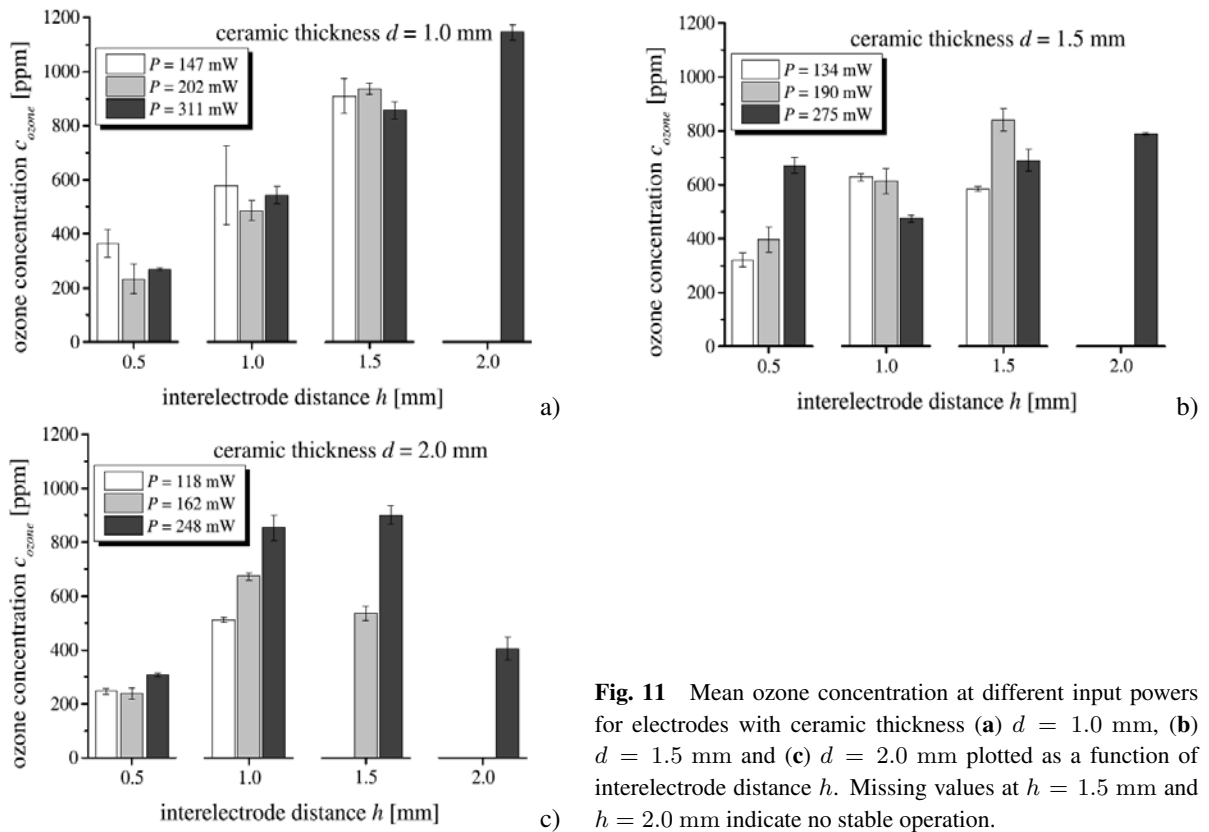 ceramic thickness d = 1.0 mm
P = 147 mW
P = 202 mW
P = 311 mW
ozone concentration c_ozone [ppm]
1200
1000
800
600
400
200
0
0.5 1.0 1.5 2.0
interelectrode distance h [mm]
a)
ceramic thickness d = 1.5 mm
P = 134 mW
P = 190 mW
P = 275 mW
ozone concentration c_ozone [ppm]
1200
1000
800
600
400
200
0
0.5 1.0 1.5 2.0
interelectrode distance h [mm]
b)
ceramic thickness d = 2.0 mm
P = 118 mW
P = 162 mW
P = 248 mW
ozone concentration c_ozone [ppm]
1200
1000
800
600
400
200
0
0.5 1.0 1.5 2.0
interelectrode distance h [mm]
c)
Fig. 11 Mean ozone concentration at different input powers
for electrodes with ceramic thickness (a) d = 1.0 mm, (b)
d = 1.5 mm and (c) d = 2.0 mm plotted as a function of
interelectrode distance h. Missing values at h = 1.5 mm and
h = 2.0 mm indicate no stable operation.